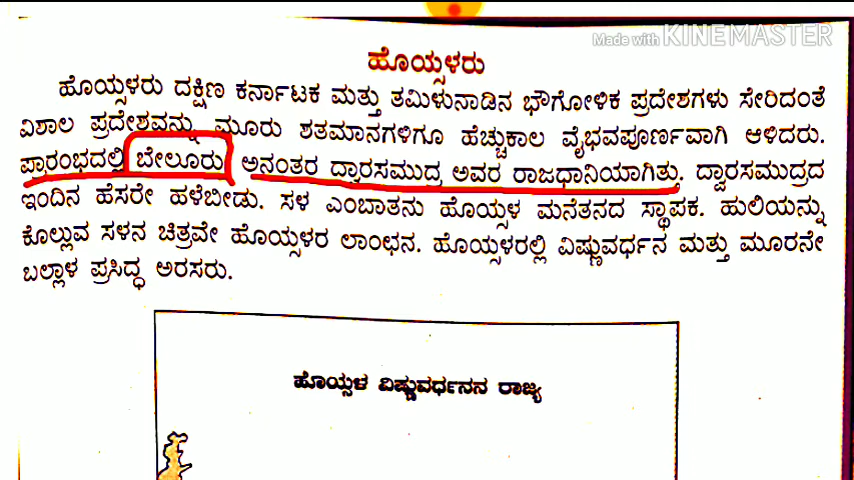 Made with KINEMASTER
ಹೊಯ್ಸಳರು
ಹೊಯ್ಸಳರು ದಕ್ಷಿಣ ಕರ್ನಾಟಕ ಮತ್ತು ತಮಿಳುನಾಡಿನ ಭೌಗೋಳಿಕ ಪ್ರದೇಶಗಳು ಸೇರಿದಂತೆ
ವಿಶಾಲ ಪ್ರದೇಶವನ್ನು ಮೂರು ಶತಮಾನಗಳಿಗೂ ಹೆಚ್ಚುಕಾಲ ವೈಭವಪೂರ್ಣವಾಗಿ ಆಳಿದರು.
ಪ್ರಾರಂಭದಲ್ಲಿ ಬೇಲೂರು ಅನಂತರ ದ್ವಾರಸಮುದ್ರ ಅವರ ರಾಜಧಾನಿಯಾಗಿತ್ತು. ದ್ವಾರಸಮುದ್ರದ
ಇಂದಿನ ಹೆಸರೇ ಹಳೆಬೀಡು. ಸಳ ಎಂಬಾತನು ಹೊಯ್ಸಳ ಮನೆತನದ ಸ್ಥಾಪಕ. ಹುಲಿಯನ್ನು
ಕೊಲ್ಲುವ ಸಳನ ಚಿತ್ರವೇ ಹೊಯ್ಸಳರ ಲಾಂಛನ. ಹೊಯ್ಸಳರಲ್ಲಿ ವಿಷ್ಣುವರ್ಧನ ಮತ್ತು ಮೂರನೇ
ಬಲ್ಲಾಳ ಪ್ರಸಿದ್ಧ ಅರಸರು.
ಹೊಯ್ಸಳ ವಿಷ್ಣುವರ್ಧನನ ರಾಜ್ಯ